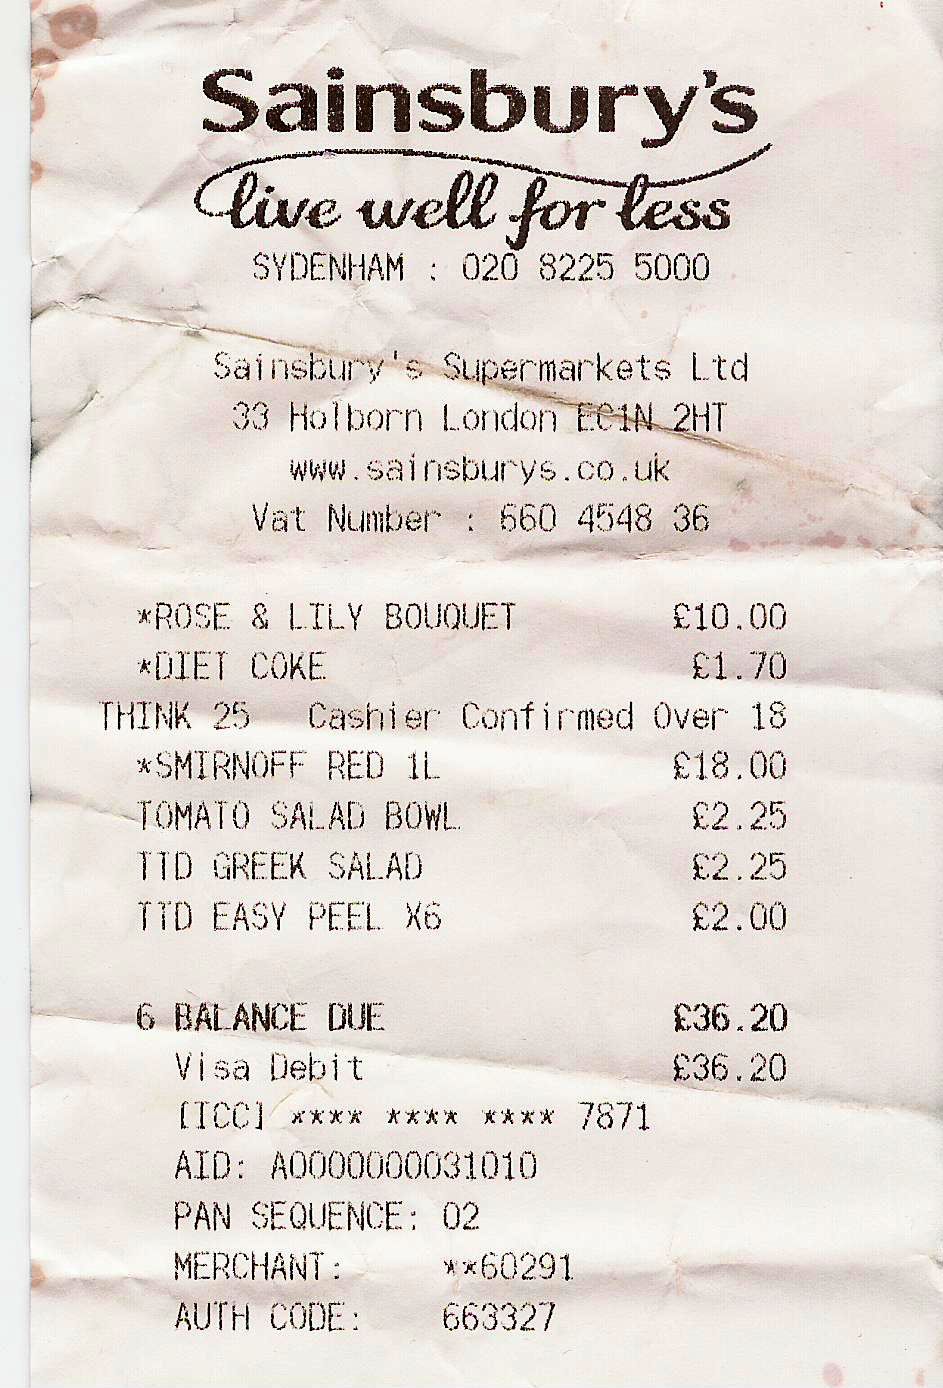 Sainsbury's
live well for less
SYDENHAM : 020 8225 5000
Sainsbury's Supermarkets Ltd
33 Holborn London EC1N 2HT
www.sainsburys.co.uk
Vat Number : 660 4548 36
*ROSE & LILY BOUQUET £10.00
*DIET COKE £1.70
THINK 25 Cashier Confirmed Over 18
*SMIRNOFF RED 1L £18.00
TOMATO SALAD BOWL £2.25
TTD GREEK SALAD £2.25
TTD EASY PEEL X6 £2.00
6 BALANCE DUE £36.20
Visa Debit £36.20
[ICC] **** **** **** 7871
AID: A0000000031010
PAN SEQUENCE: 02
MERCHANT: **60291
AUTH CODE: 663327